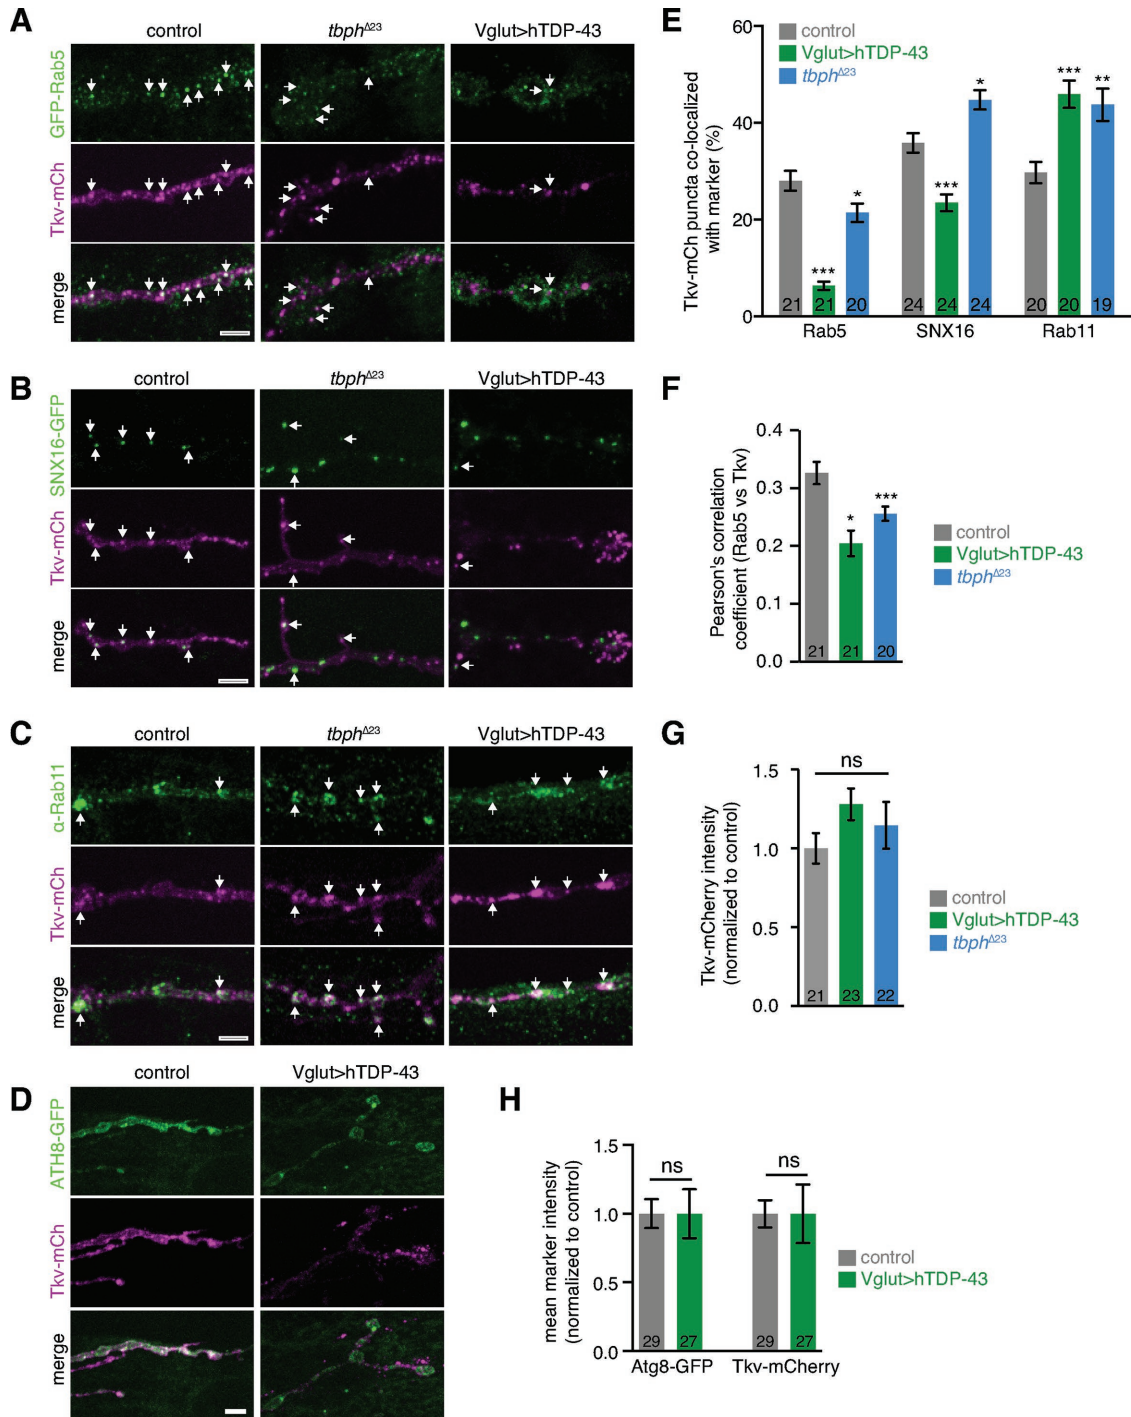 A
control
tbphΔ23
Vglut>hTDP-43
GFP-Rab5
Tkv-mCh
merge
B
control
tbphΔ23
Vglut>hTDP-43
SNX16-GFP
Tkv-mCh
merge
C
control
tbphΔ23
Vglut>hTDP-43
α-Rab11
Tkv-mCh
merge
D
control
Vglut>hTDP-43
ATH8-GFP
Tkv-mCh
merge
E
control
Vglut>hTDP-43
tbphΔ23
Tkv-mCh puncta co-localized
with marker (%)
60
40
20
0
*** * *** * *** **
21 21 20 24 24 24 20 20 19
Rab5 SNX16 Rab11
F
Pearson's correlation
coefficient (Rab5 vs Tkv)
0.4
0.3
0.2
0.1
0.0
* ***
21 21 20
control
Vglut>hTDP-43
tbphΔ23
G
Tkv-mCherry intensity
(normalized to control)
1.5
1.0
0.5
0.0
ns
21 23 22
control
Vglut>hTDP-43
tbphΔ23
H
mean marker intensity
(normalized to control)
1.5
1.0
0.5
0.0
ns ns
29 27 29 27
Atg8-GFP Tkv-mCherry
control
Vglut>hTDP-43